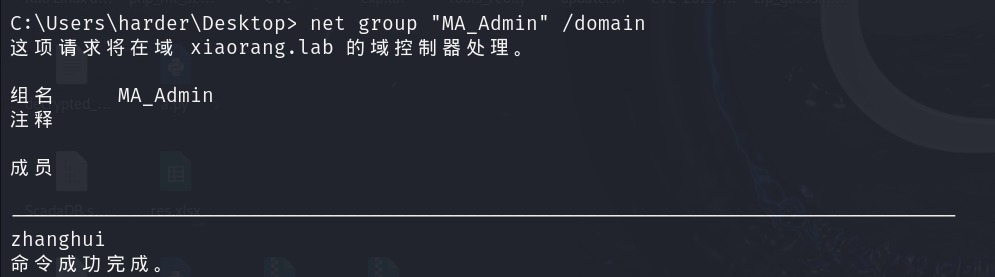 C:\Users\harder\Desktop> net group "MA_Admin" /domain
这项请求将在域 xiaorang.lab 的域控制器处理。
组名 MA_Admin
注释
成员
zhanghui
命令成功完成。